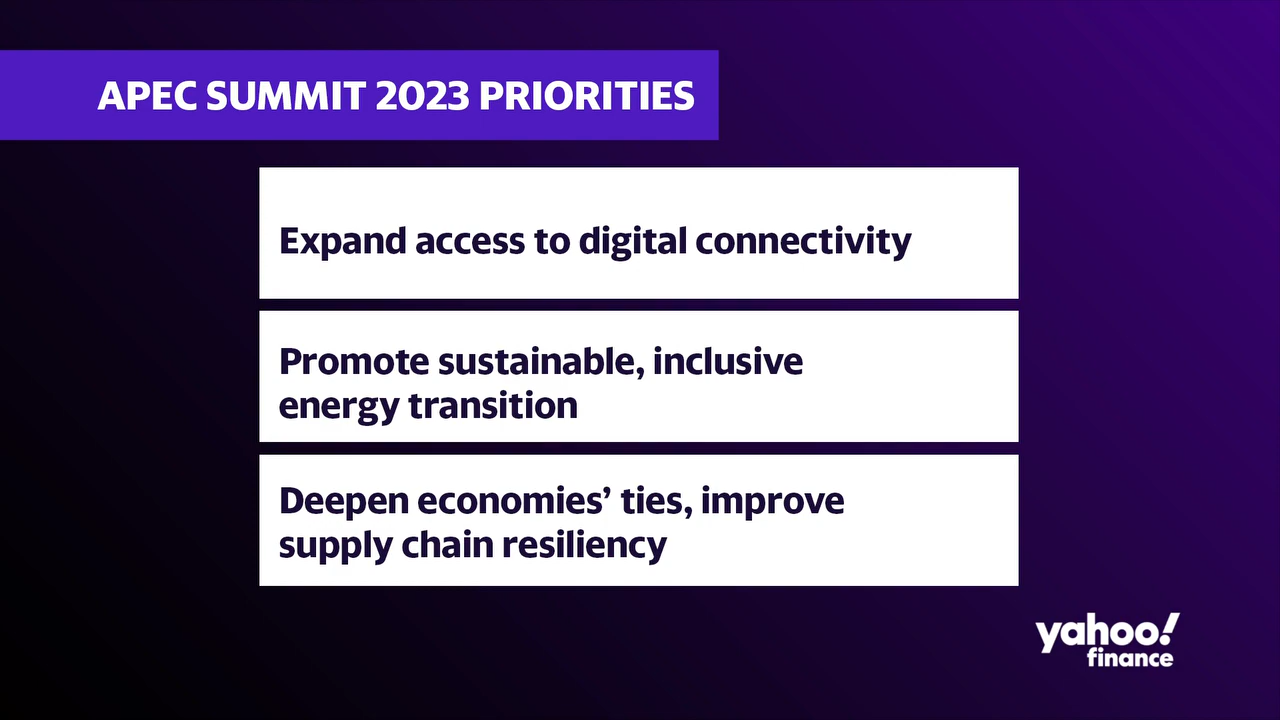 APEC SUMMIT 2023 PRIORITIES
Expand access to digital connectivity
Promote sustainable, inclusive
energy transition
Deepen economies’ ties, improve
supply chain resiliency
yahoo!
finance